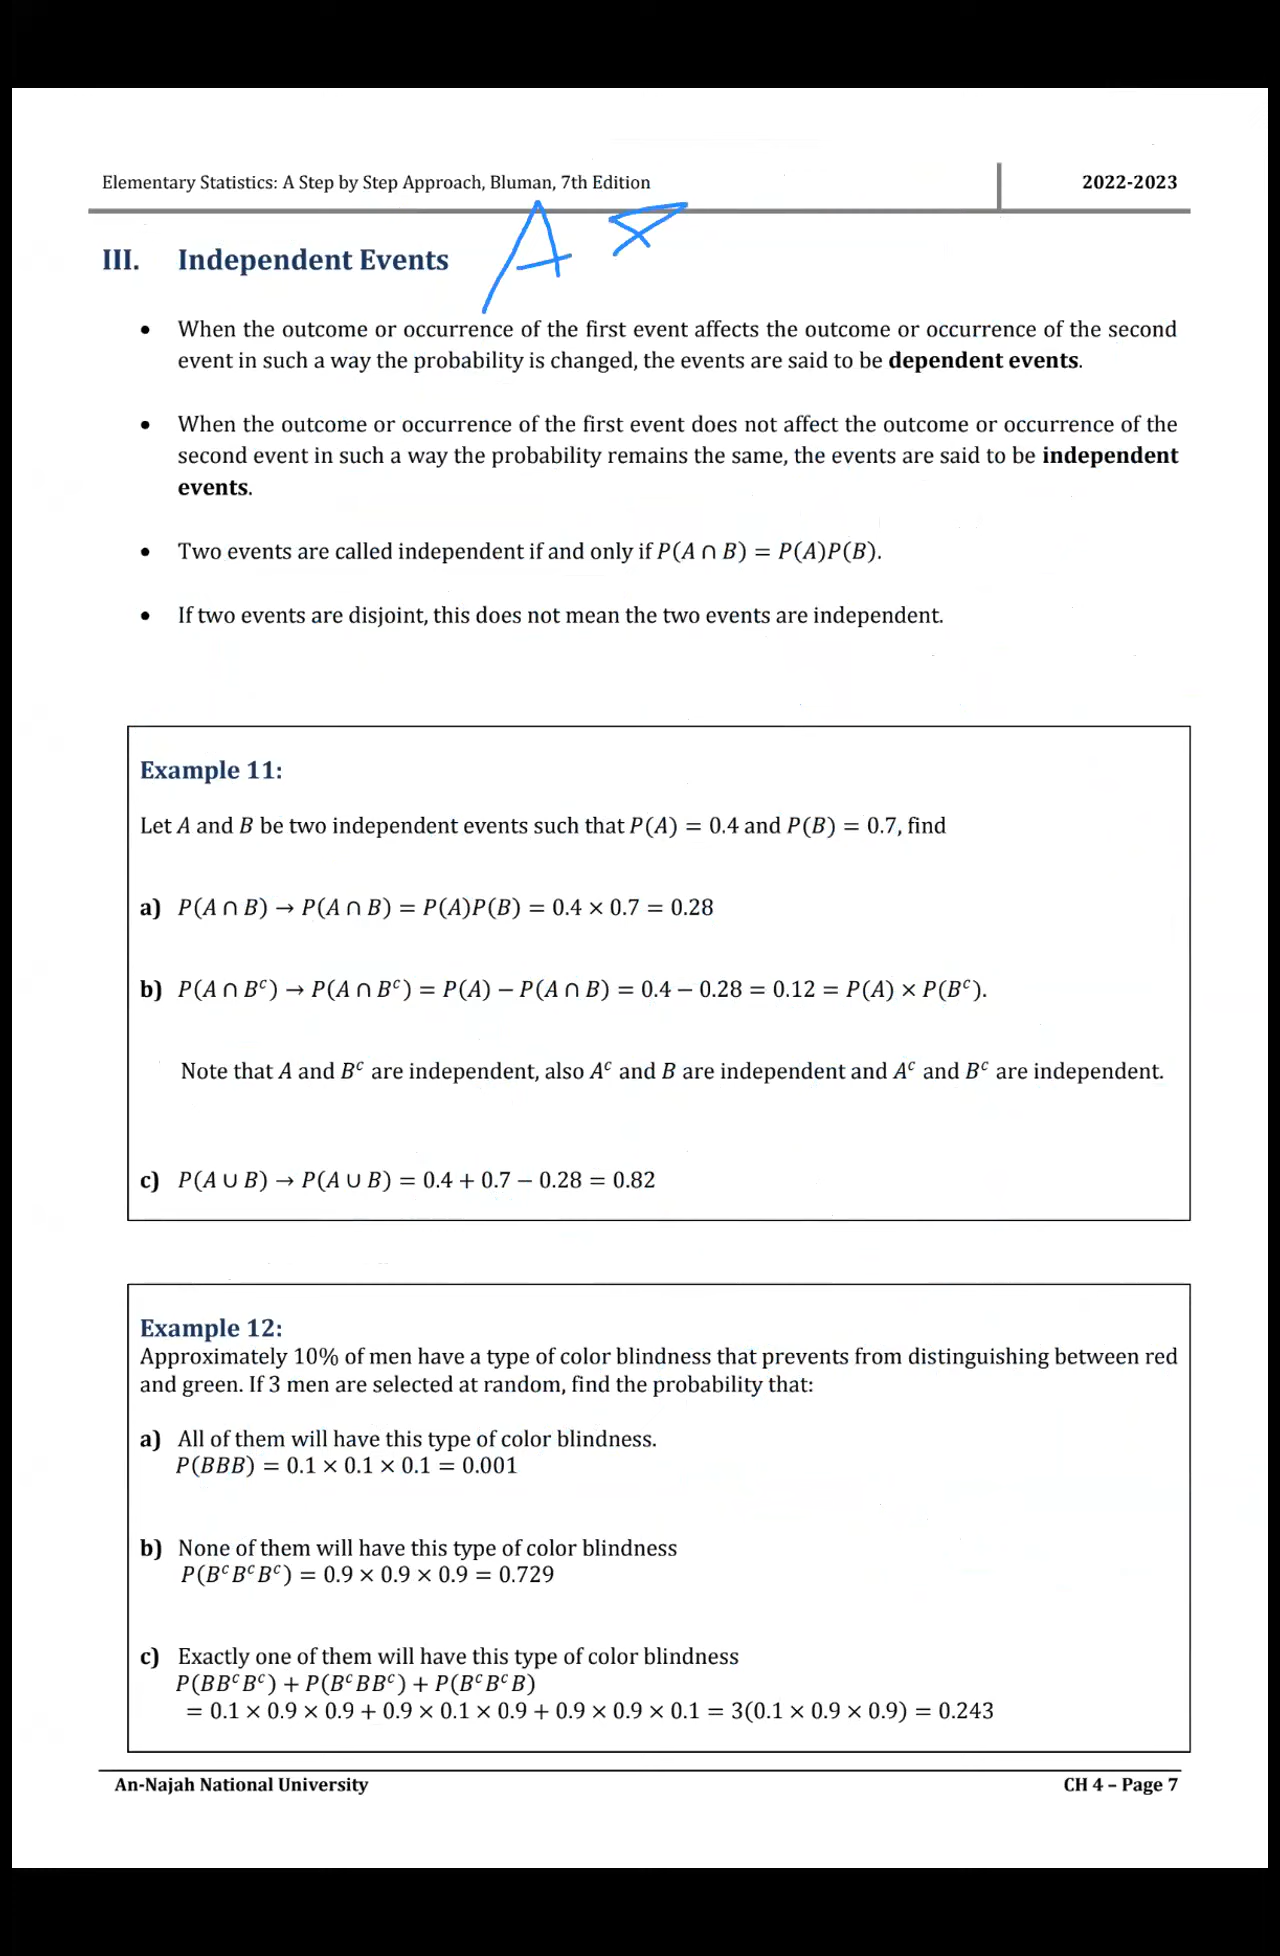 Elementary Statistics: A Step by Step Approach, Bluman, 7th Edition 2022-2023
A
III. Independent Events
• When the outcome or occurrence of the first event affects the outcome or occurrence of the second
event in such a way the probability is changed, the events are said to be dependent events.
• When the outcome or occurrence of the first event does not affect the outcome or occurrence of the
second event in such a way the probability remains the same, the events are said to be independent
events.
• Two events are called independent if and only if P(A ∩ B) = P(A)P(B).
• If two events are disjoint, this does not mean the two events are independent.
Example 11:
Let A and B be two independent events such that P(A) = 0.4 and P(B) = 0.7, find
a) P(A ∩ B) → P(A ∩ B) = P(A)P(B) = 0.4 × 0.7 = 0.28
b) P(A ∩ Bᶜ) → P(A ∩ Bᶜ) = P(A) − P(A ∩ B) = 0.4 − 0.28 = 0.12 = P(A) × P(Bᶜ).
Note that A and Bᶜ are independent, also Aᶜ and B are independent and Aᶜ and Bᶜ are independent.
c) P(A ∪ B) → P(A ∪ B) = 0.4 + 0.7 − 0.28 = 0.82
Example 12:
Approximately 10% of men have a type of color blindness that prevents from distinguishing between red
and green. If 3 men are selected at random, find the probability that:
a) All of them will have this type of color blindness.
P(BBB) = 0.1 × 0.1 × 0.1 = 0.001
b) None of them will have this type of color blindness
P(BᶜBᶜBᶜ) = 0.9 × 0.9 × 0.9 = 0.729
c) Exactly one of them will have this type of color blindness
P(BBᶜBᶜ) + P(BᶜBBᶜ) + P(BᶜBᶜB)
= 0.1 × 0.9 × 0.9 + 0.9 × 0.1 × 0.9 + 0.9 × 0.9 × 0.1 = 3(0.1 × 0.9 × 0.9) = 0.243
An-Najah National University CH 4 – Page 7